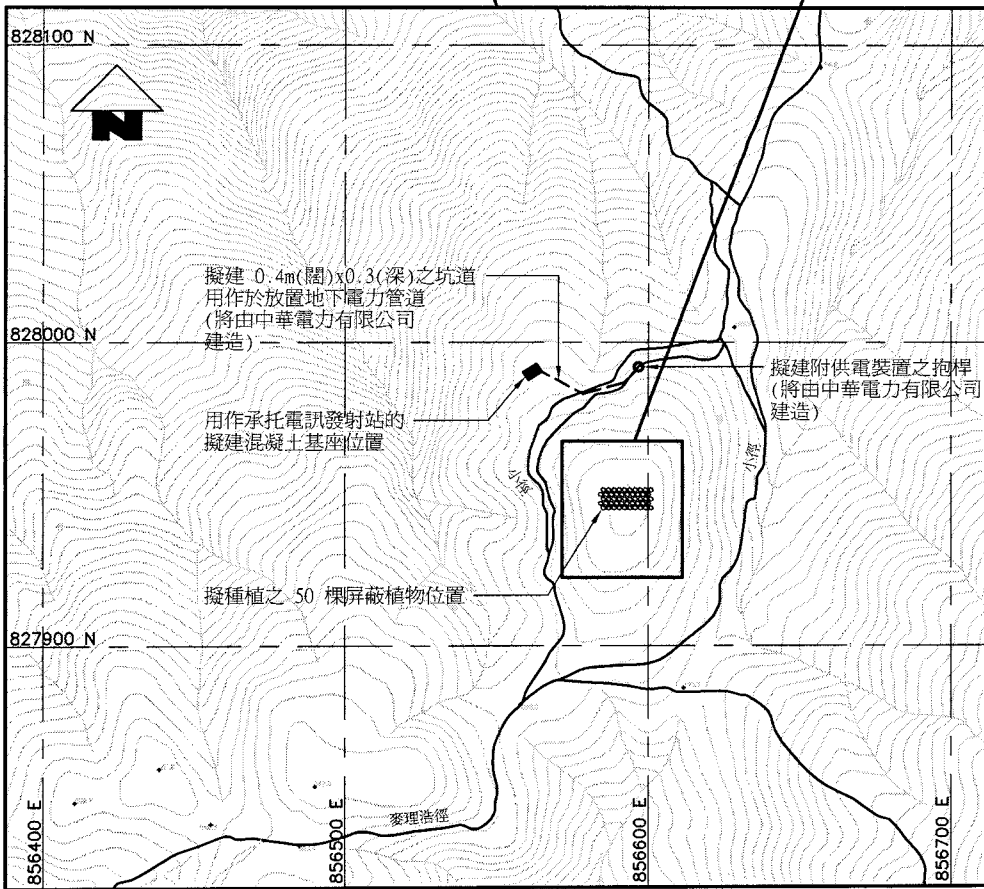 828100 N
N
擬建 0.4m(闊)x0.3(深)之坑道
用作於放置地下電力管道
(將由中華電力有限公司
建造)
828000 N
擬建附供電裝置之抱桿
(將由中華電力有限公司
建造)
用作承托電訊發射站的
擬建混凝土基座位置
小徑
小徑
擬種植之 50 棵屏蔽植物位置
827900 N
麥理浩徑
856400 E
856500 E
856600 E
856700 E